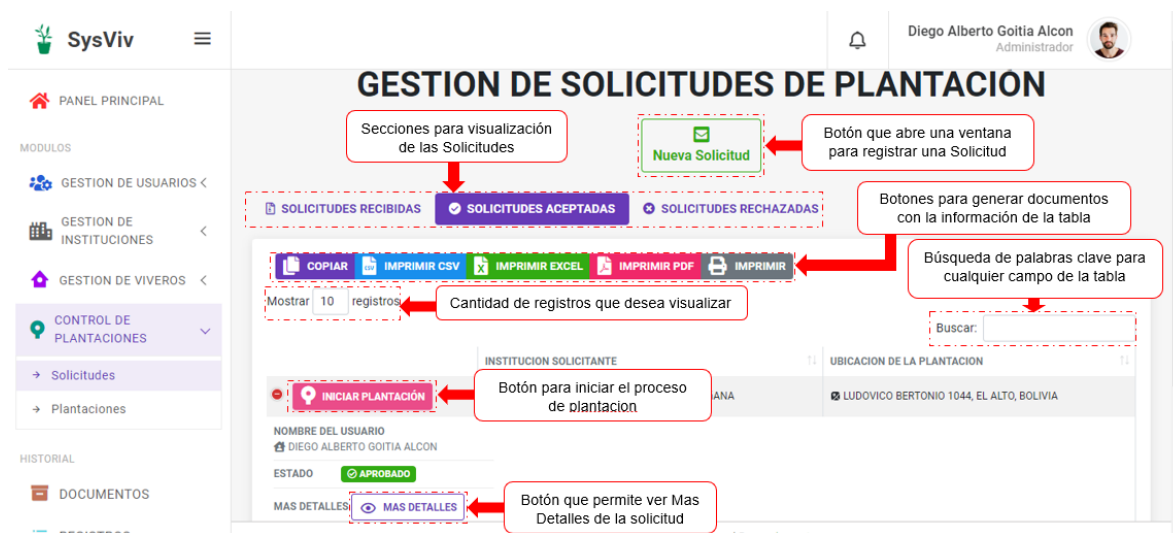 SysViv
Diego Alberto Goitia Alcon
Administrador
PANEL PRINCIPAL
MODULOS
GESTION DE USUARIOS
GESTION DE
INSTITUCIONES
GESTION DE VIVEROS
CONTROL DE
PLANTACIONES
Solicitudes
Plantaciones
HISTORIAL
DOCUMENTOS
GESTION DE SOLICITUDES DE PLANTACIÓN
Secciones para visualización
de las Solicitudes
Nueva Solicitud
Botón que abre una ventana
para registrar una Solicitud
SOLICITUDES RECIBIDAS
SOLICITUDES ACEPTADAS
SOLICITUDES RECHAZADAS
Botones para generar documentos
con la información de la tabla
COPIAR
CSV
IMPRIMIR CSV
X
IMPRIMIR EXCEL
IMPRIMIR PDF
IMPRIMIR
Búsqueda de palabras clave para
cualquier campo de la tabla
Mostrar 10 registros
Cantidad de registros que desea visualizar
Buscar:
INSTITUCION SOLICITANTE
UBICACION DE LA PLANTACION
INICIAR PLANTACIÓN
Botón para iniciar el proceso
de plantacion
ANA
LUDOVICO BERTONIO 1044, EL ALTO, BOLIVIA
NOMBRE DEL USUARIO
DIEGO ALBERTO GOITIA ALCON
ESTADO
APROBADO
MAS DETALLES
MAS DETALLES
Botón que permite ver Mas
Detalles de la solicitud